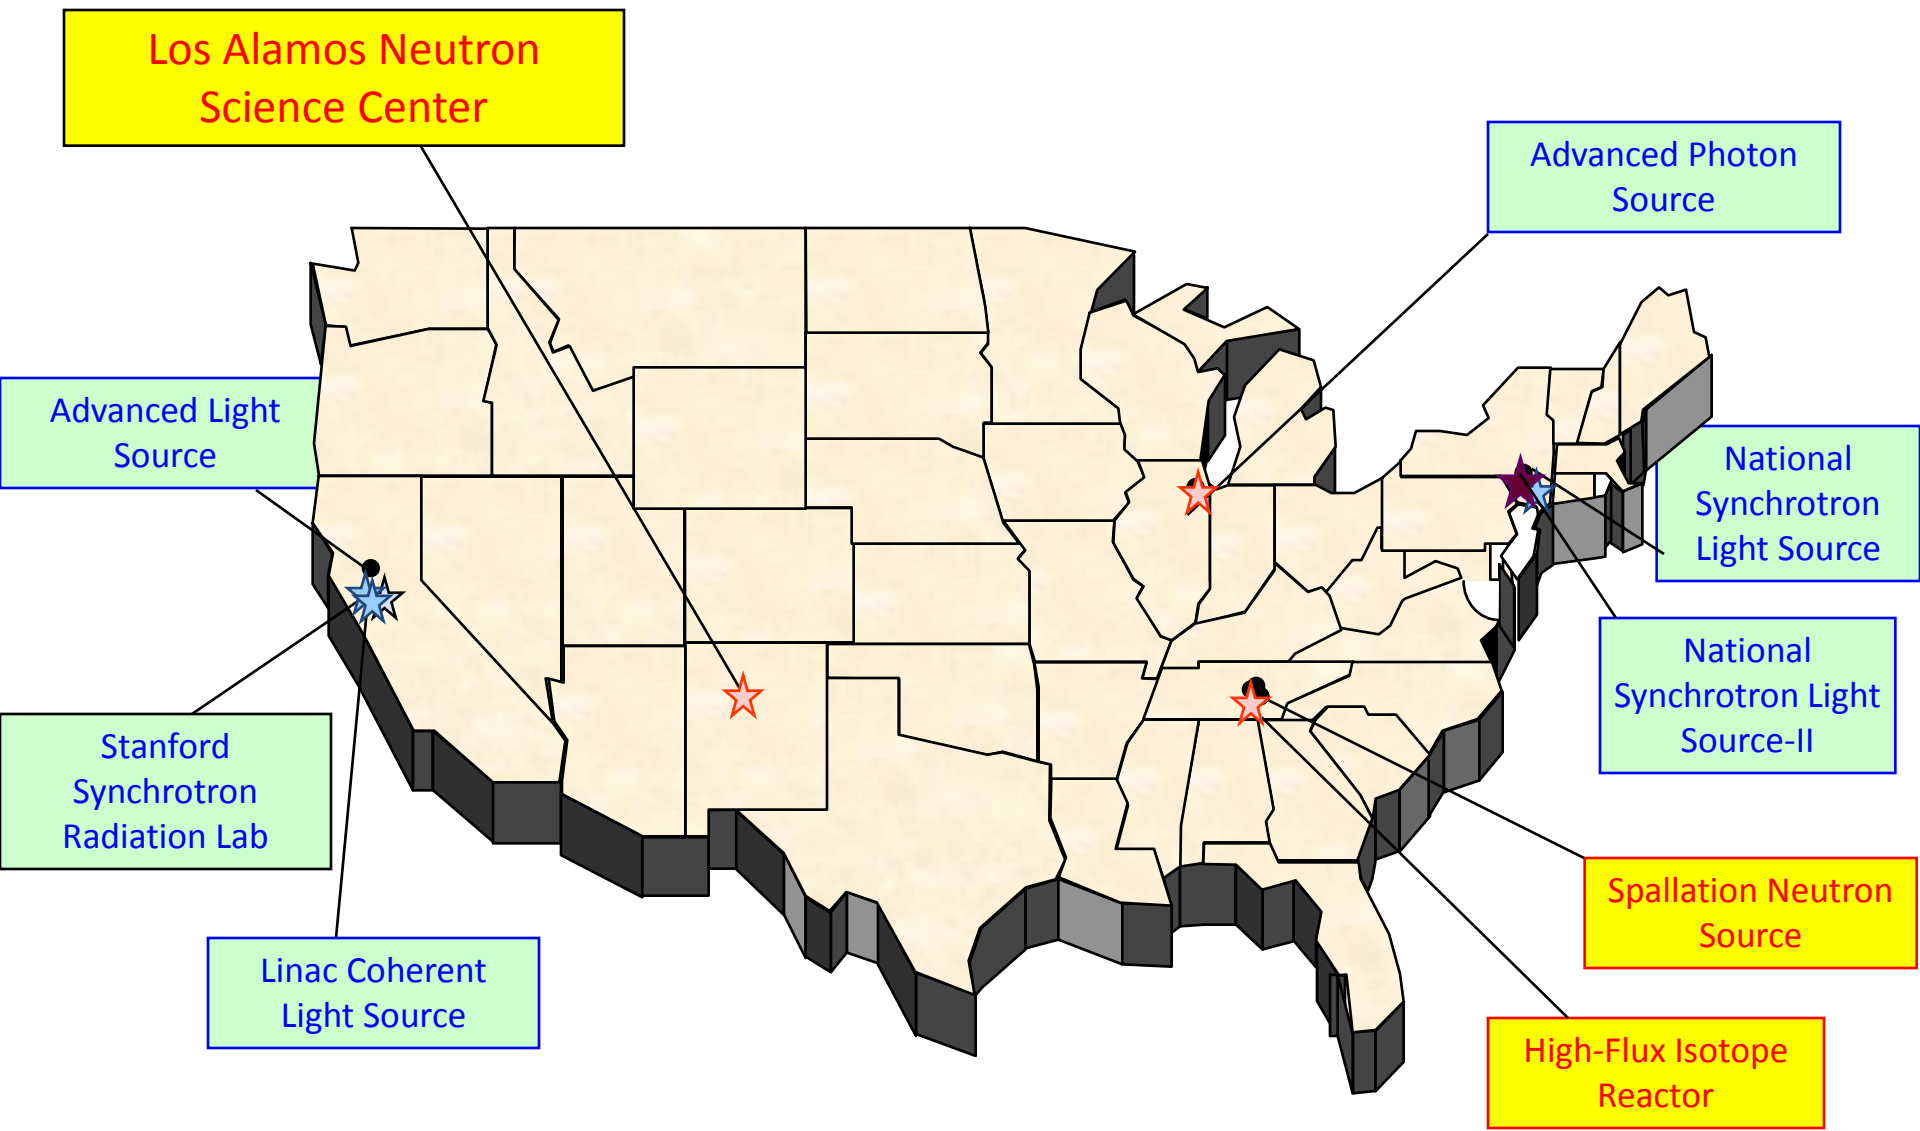 Los Alamos Neutron
Science Center
Advanced Photon
Source
Advanced Light
Source
National
Synchrotron
Light Source
National
Synchrotron Light
Source-II
Stanford
Synchrotron
Radiation Lab
Spallation Neutron
Source
Linac Coherent
Light Source
High-Flux Isotope
Reactor